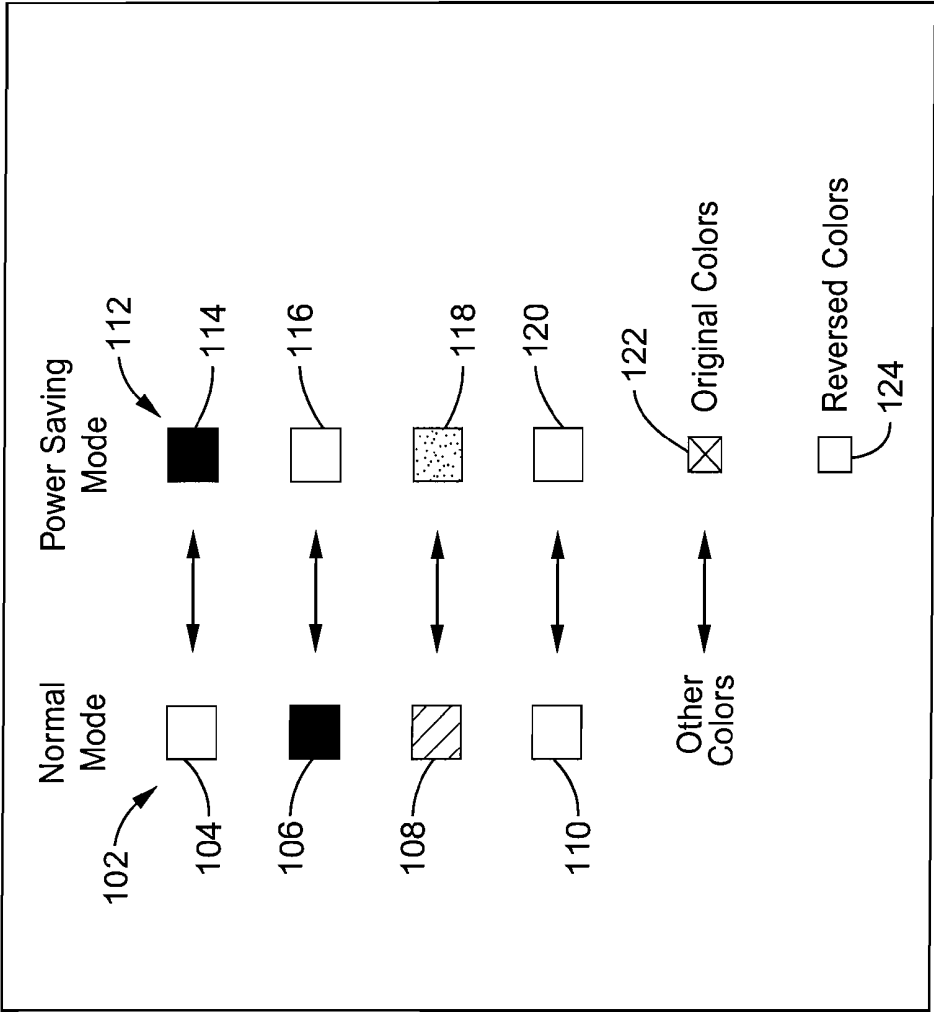 Normal
Mode
Power Saving
Mode
102
112
104
114
106
116
108
118
110
120
Other
Colors
122
Original Colors
Reversed Colors
124